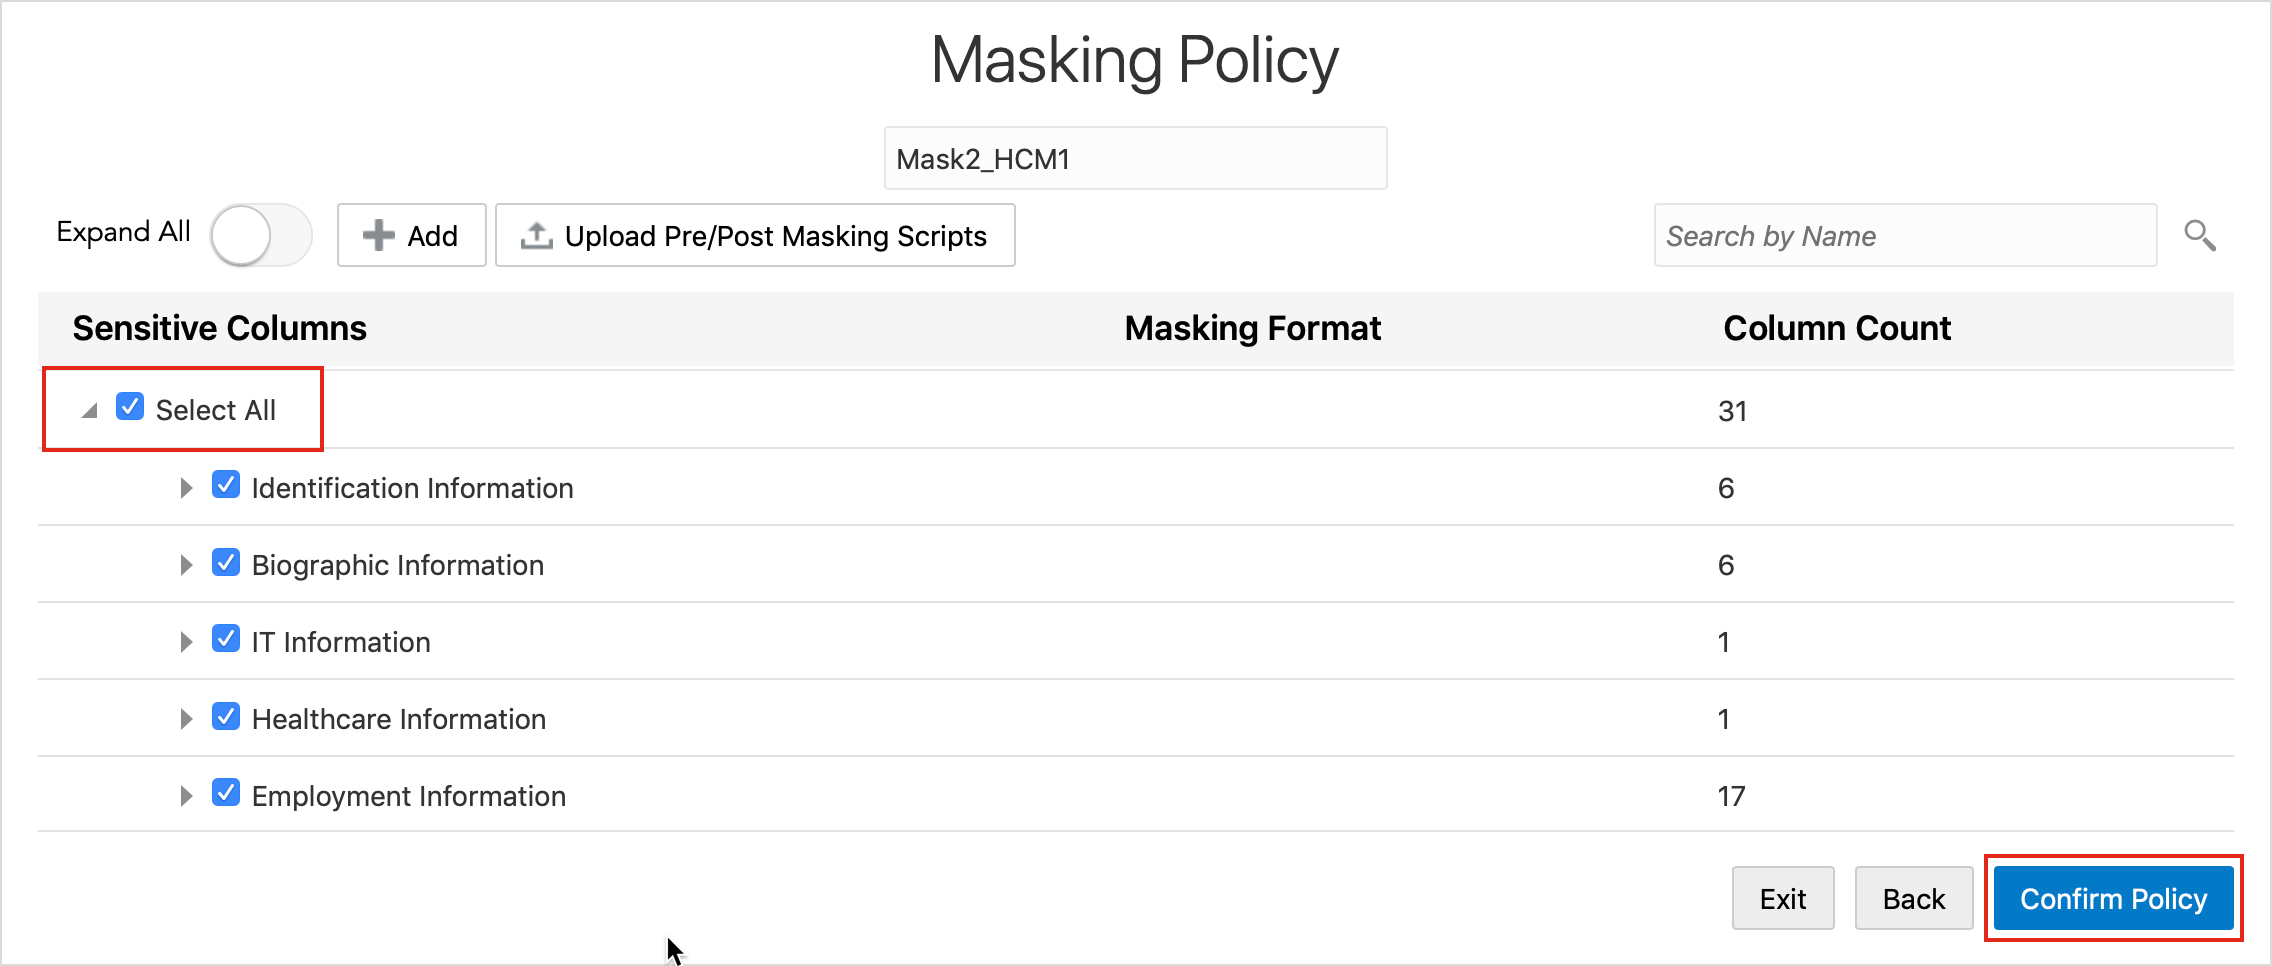 Masking Policy
Mask2_HCM1
Expand All
Add
Upload Pre/Post Masking Scripts
Search by Name
Sensitive Columns Masking Format Column Count
Select All 31
Identification Information 6
Biographic Information 6
IT Information 1
Healthcare Information 1
Employment Information 17
Exit
Back
Confirm Policy